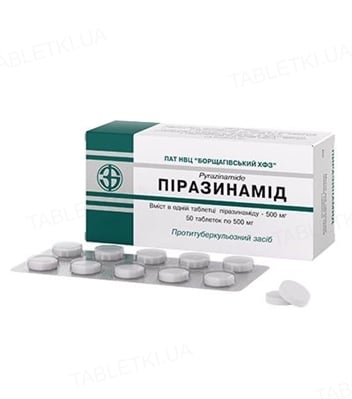 TABLETKI.UA
ПАТ НВЦ "БОРЩАГІВСЬКИЙ ХФЗ"
Pyrazinamide
ПІРАЗИНАМІД
Вміст в одній таблетці піразинаміду - 500 мг
50 таблеток по 500 мг
Протитуберкульозний засіб
ПІРАЗИНАМІД
TABLETKI.UA